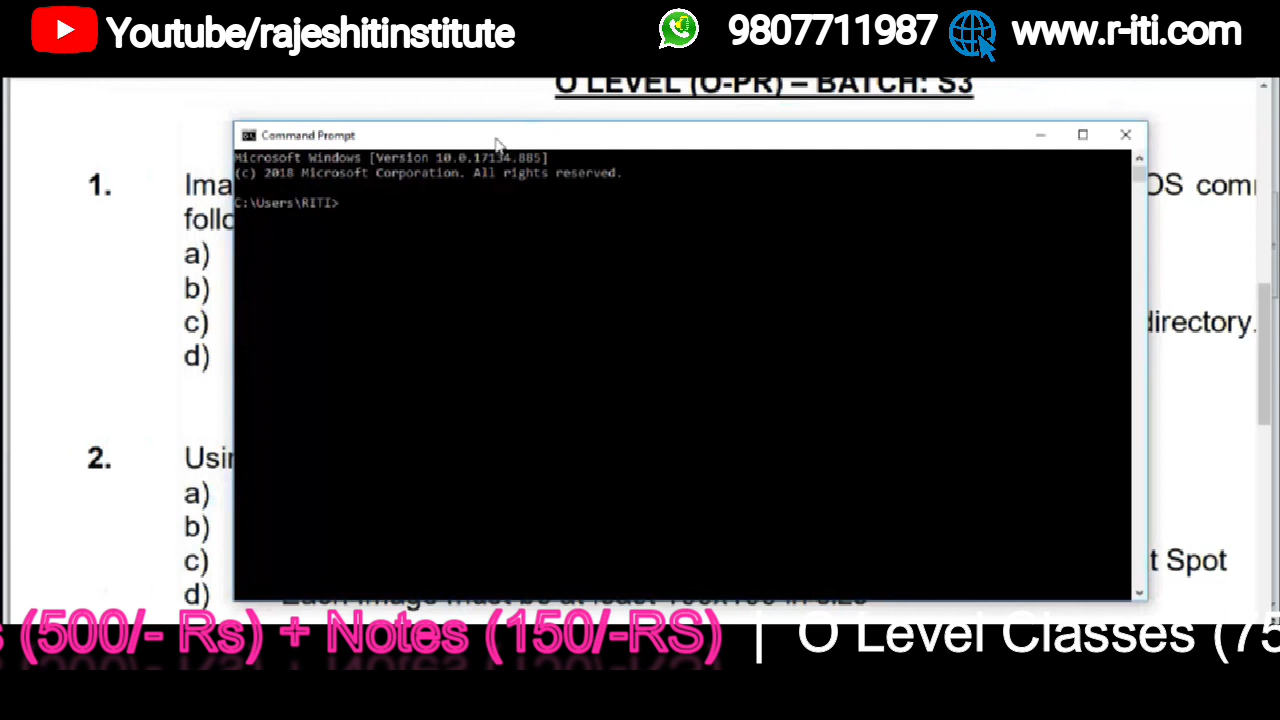 Youtube/rajeshitinstitute 9807711987 www.r-iti.com
O LEVEL (O-PR) – BATCH: S3
Command Prompt
Microsoft Windows [Version 10.0.17134.885]
(c) 2018 Microsoft Corporation. All rights reserved.
C:\Users\RITI>
1. Ima OS com
follo
a)
b)
c) directory.
d)
2. Usin
a)
b)
c) t Spot
d)
s (500/- Rs) + Notes (150/-RS) | O Level Classes (75